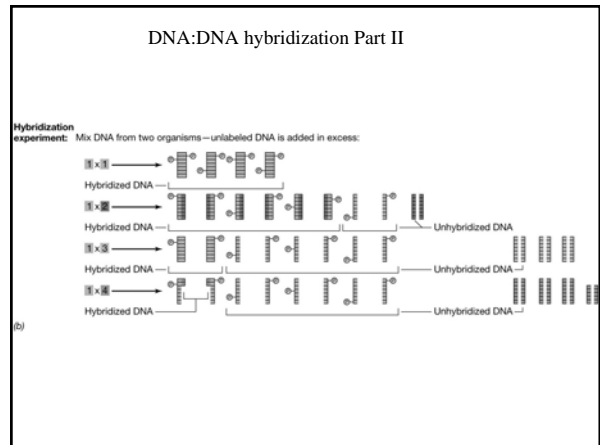 DNA:DNA hybridization Part II
Hybridization
experiment: Mix DNA from two organisms—unlabeled DNA is added in excess:
1 x 1
Hybridized DNA
1 x 2
Hybridized DNA Unhybridized DNA
1 x 3
Hybridized DNA Unhybridized DNA
1 x 4
Hybridized DNA Unhybridized DNA
(b)